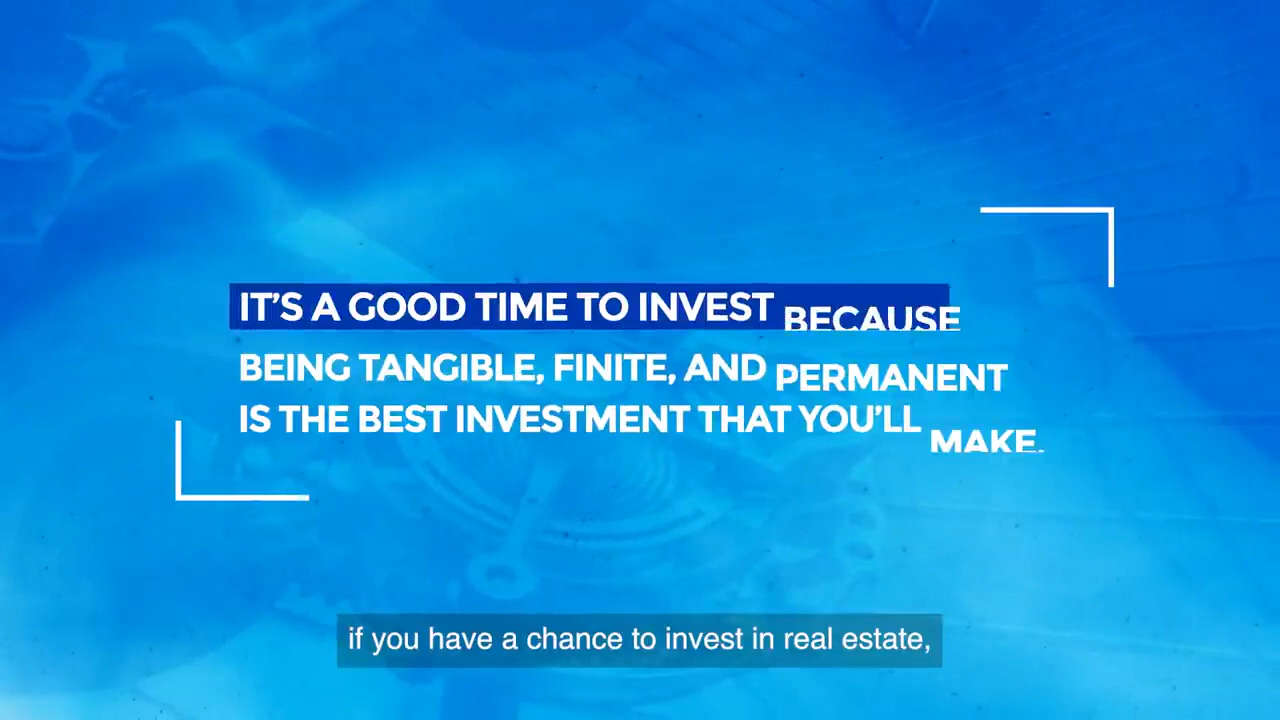 IT'S A GOOD TIME TO INVEST BECAUSE
BEING TANGIBLE, FINITE, AND PERMANENT
IS THE BEST INVESTMENT THAT YOU'LL MAKE.
if you have a chance to invest in real estate,